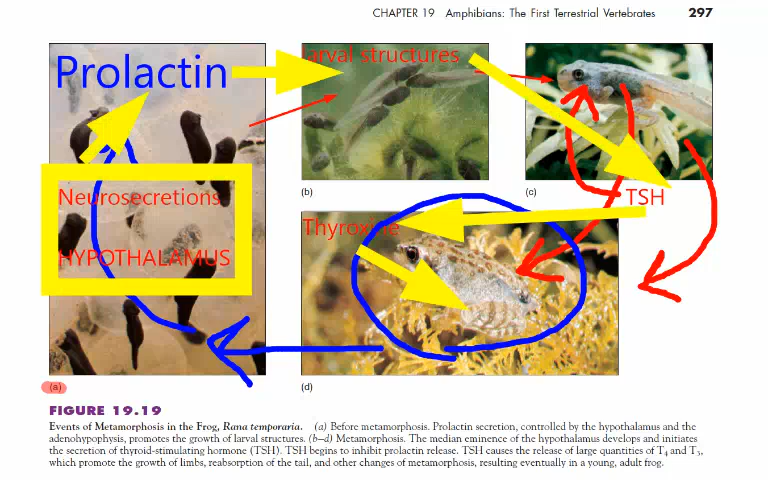 CHAPTER 19 Amphibians: The First Terrestrial Vertebrates 297
Prolactin
larval structures
(b)
(c)
Neurosecretions
HYPOTHALAMUS
TSH
Thyroxine
(a)
(d)
FIGURE 19.19
Events of Metamorphosis in the Frog, Rana temporaria. (a) Before metamorphosis. Prolactin secretion, controlled by the hypothalamus and the
adenohypophysis, promotes the growth of larval structures. (b–d) Metamorphosis. The median eminence of the hypothalamus develops and initiates
the secretion of thyroid-stimulating hormone (TSH). TSH begins to inhibit prolactin release. TSH causes the release of large quantities of T4 and T3,
which promote the growth of limbs, reabsorption of the tail, and other changes of metamorphosis, resulting eventually in a young, adult frog.